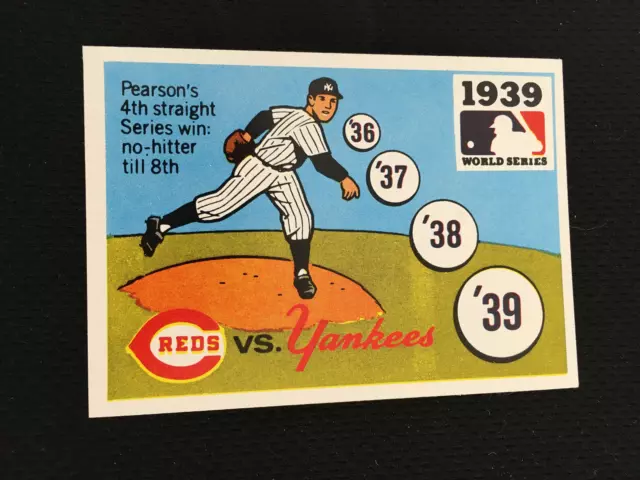 Pearson's
4th straight
Series win:
no-hitter
till 8th
'36
'37
'38
'39
1939
WORLD SERIES
REDS VS. Yankees